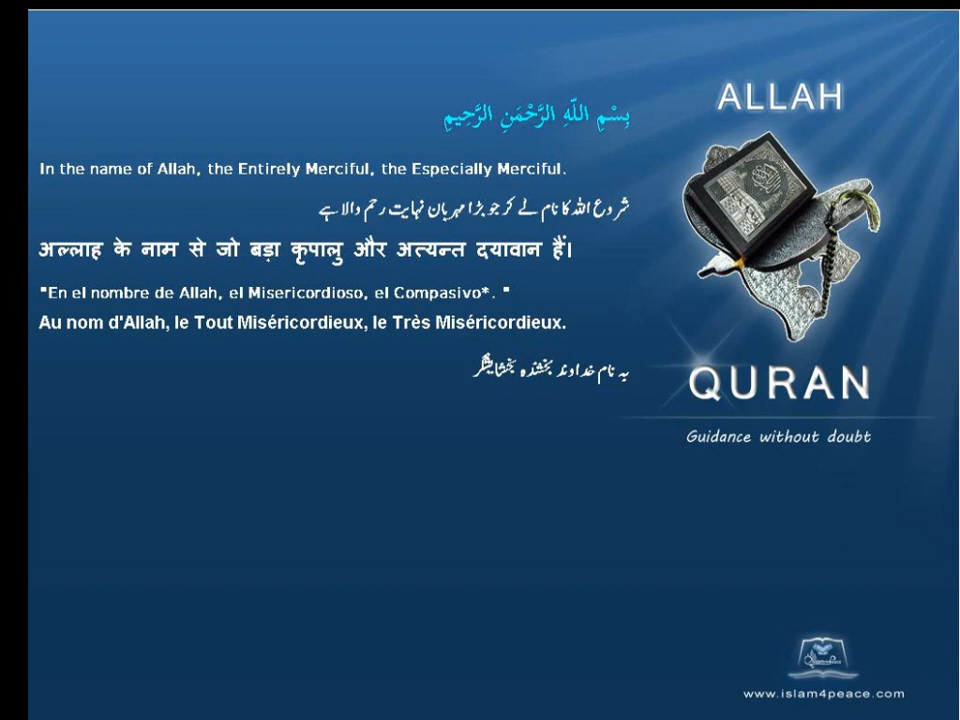 بِسْمِ اللَّهِ الرَّحْمَنِ الرَّحِيمِ
In the name of Allah, the Entirely Merciful, the Especially Merciful.
شروع اللہ کا نام لے کر جو بڑا مہربان نہایت رحم والا ہے
अल्लाह के नाम से जो बड़ा कृपालु और अत्यन्त दयावान हैं।
"En el nombre de Allah, el Misericordioso, el Compasivo*. "
Au nom d'Allah, le Tout Miséricordieux, le Très Miséricordieux.
به نام خداوند بخشنده بخشایشگر
ALLAH
QURAN
Guidance without doubt
www.islam4peace.com